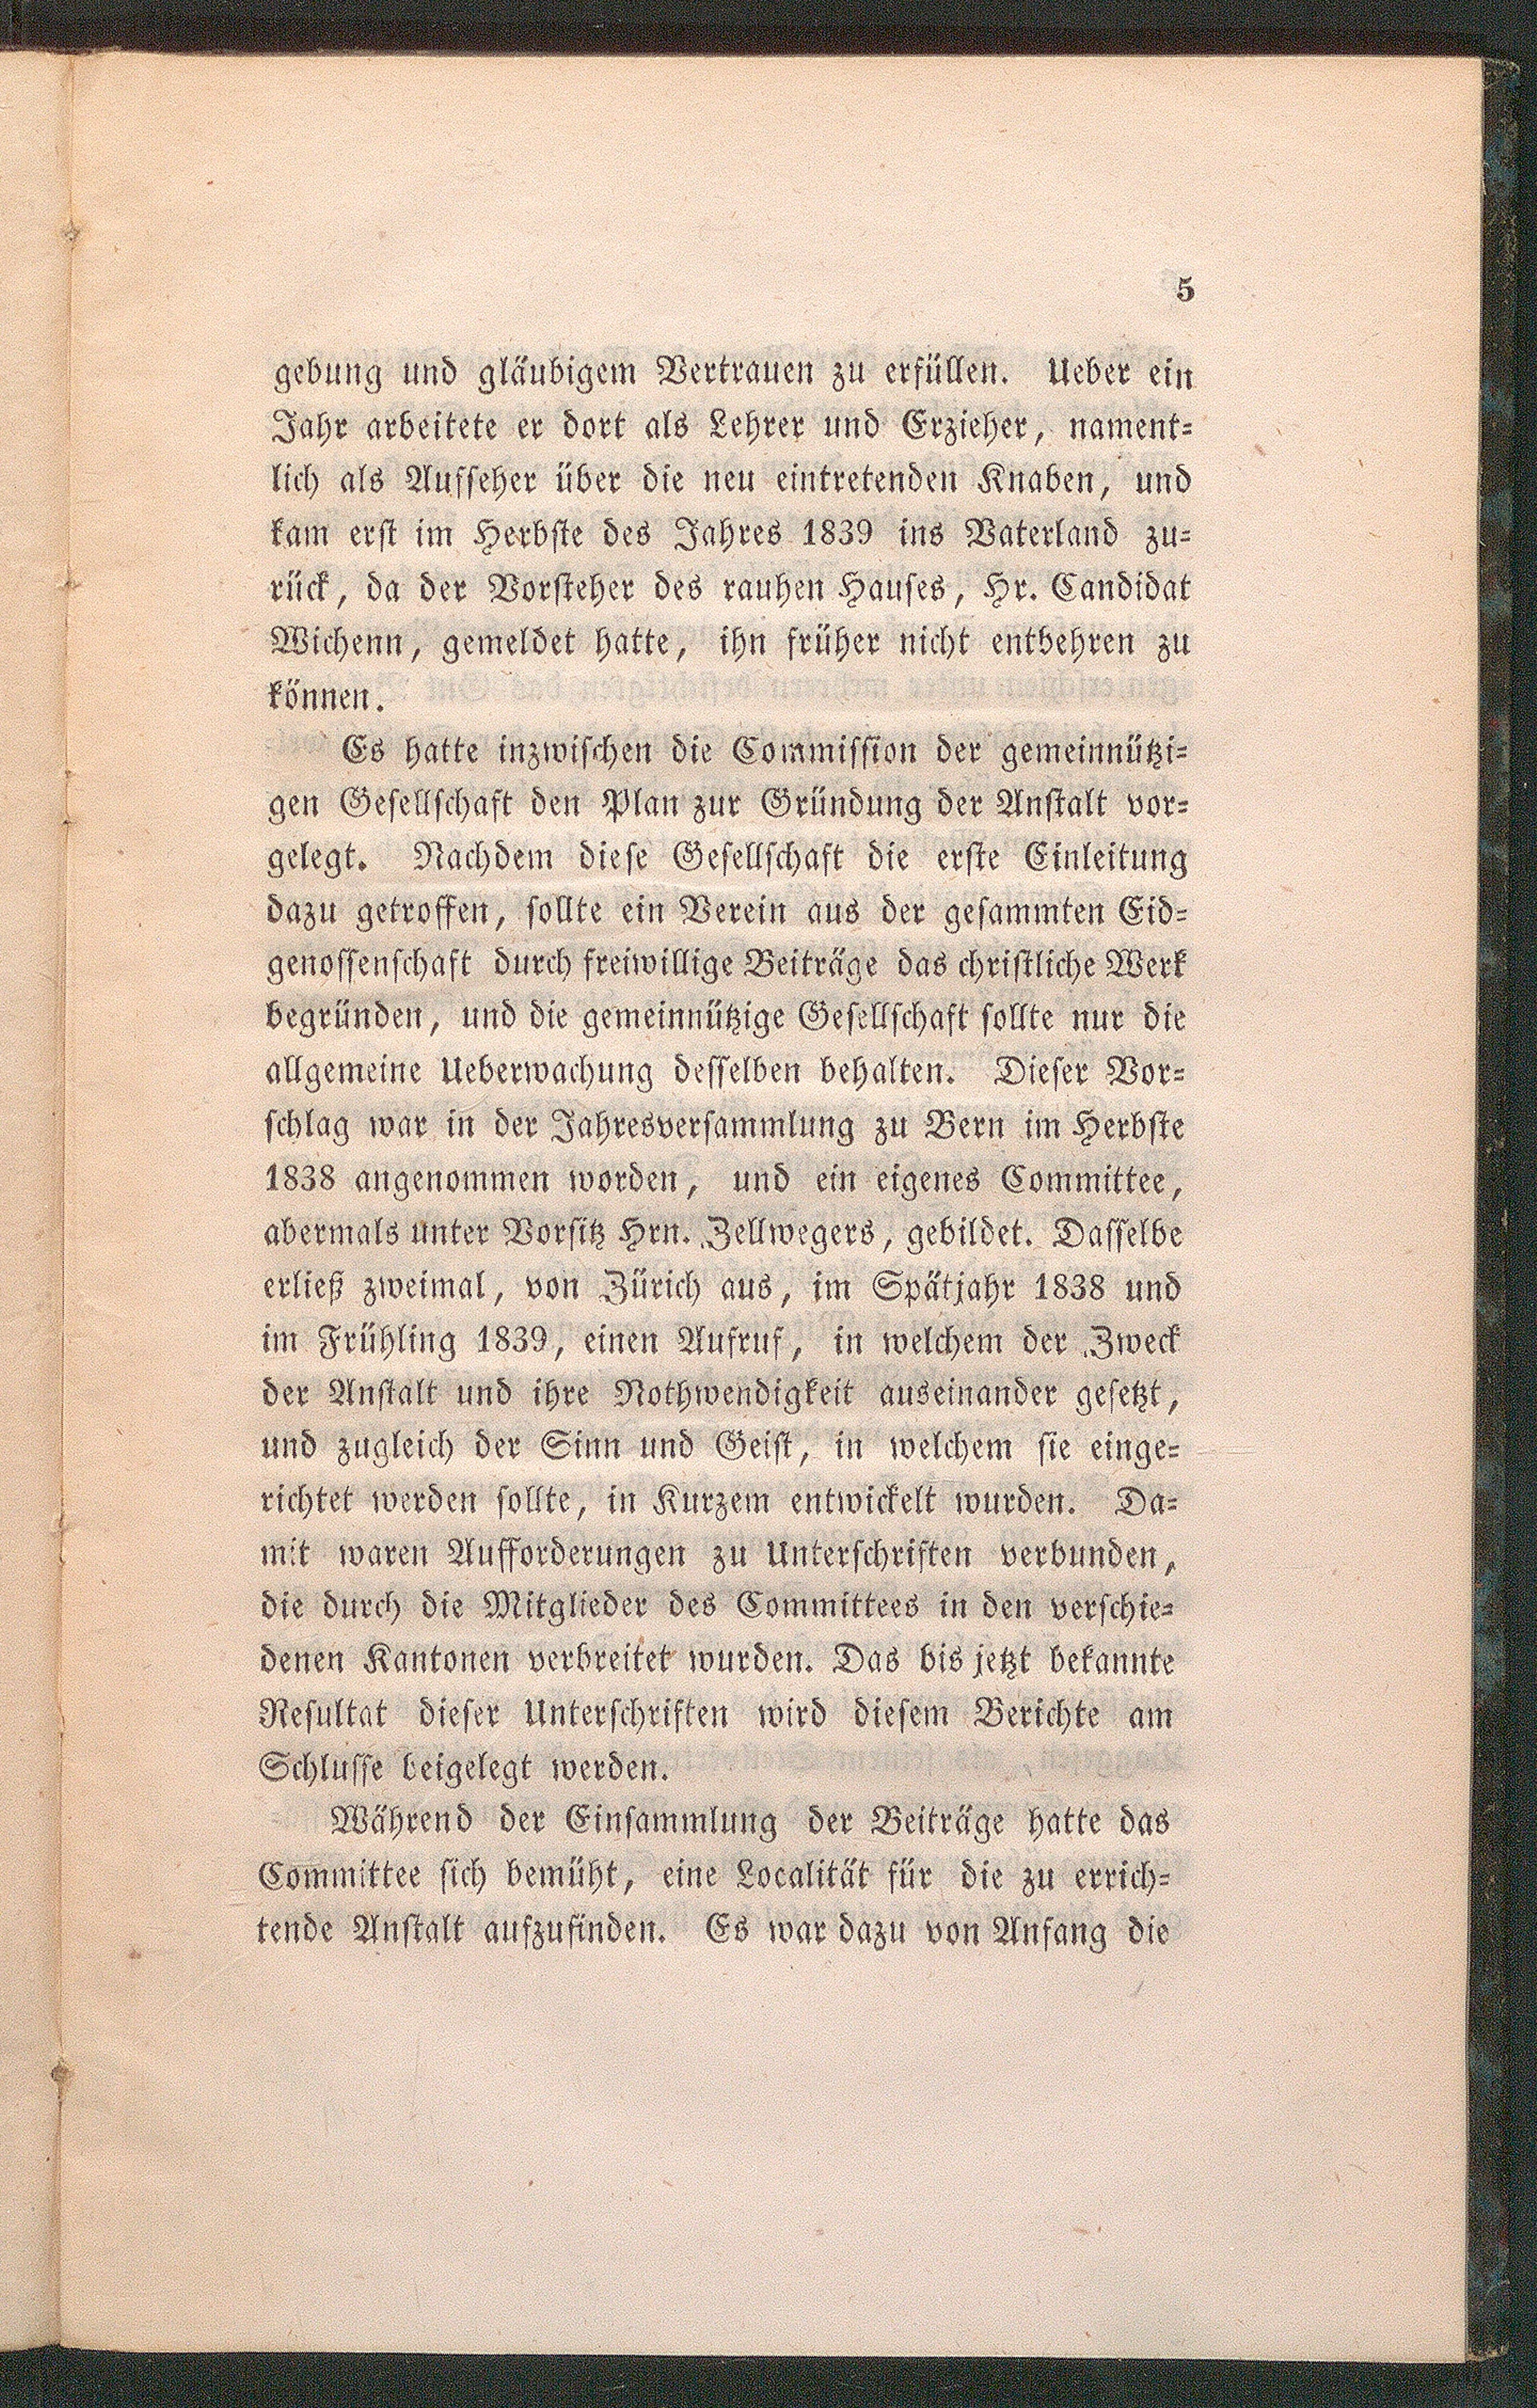 5
gebung und gläubigem Vertrauen zu erfüllen. Ueber ein
Jahr arbeitete er dort als Lehrer und Erzieher, nament-
lich als Aufseher über die neu eintretenden Knaben, und
kam erst im Herbste des Jahres 1839 ins Vaterland zu-
rück, da der Vorsteher des rauhen Hauses, Hr. Candidat
Wichenn, gemeldet hatte, ihn früher nicht entbehren zu
können.
Es hatte inzwischen die Commission der gemeinnützi-
gen Gesellschaft den Plan zur Gründung der Anstalt vor-
gelegt. Nachdem diese Gesellschaft die erste Einleitung
dazu getroffen, sollte ein Verein aus der gesammten Eid-
genossenschaft durch freiwillige Beiträge das christliche Werk
begründen, und die gemeinnützige Gesellschaft sollte nur die
allgemeine Ueberwachung desselben behalten. Dieser Vor-
schlag war in der Jahresversammlung zu Bern im Herbste
1838 angenommen worden, und ein eigenes Committee,
abermals unter Vorsitz Hrn. Zellwegers, gebildet. Dasselbe
erließ zweimal, von Zürich aus, im Spätjahr 1838 und
im Frühling 1839, einen Aufruf, in welchem der Zweck
der Anstalt und ihre Nothwendigkeit auseinander gesetzt,
und zugleich der Sinn und Geist, in welchem sie einge-
richtet werden sollte, in Kurzem entwickelt wurden. Da-
mit waren Aufforderungen zu Unterschriften verbunden,
die durch die Mitglieder des Committees in den verschie-
denen Kantonen verbreitet wurden. Das bis jetzt bekannte
Resultat dieser Unterschriften wird diesem Berichte am
Schlusse beigelegt werden.
Während der Einsammlung der Beiträge hatte das
Committee sich bemüht, eine Localität für die zu errich-
tende Anstalt aufzufinden. Es war dazu von Anfang die